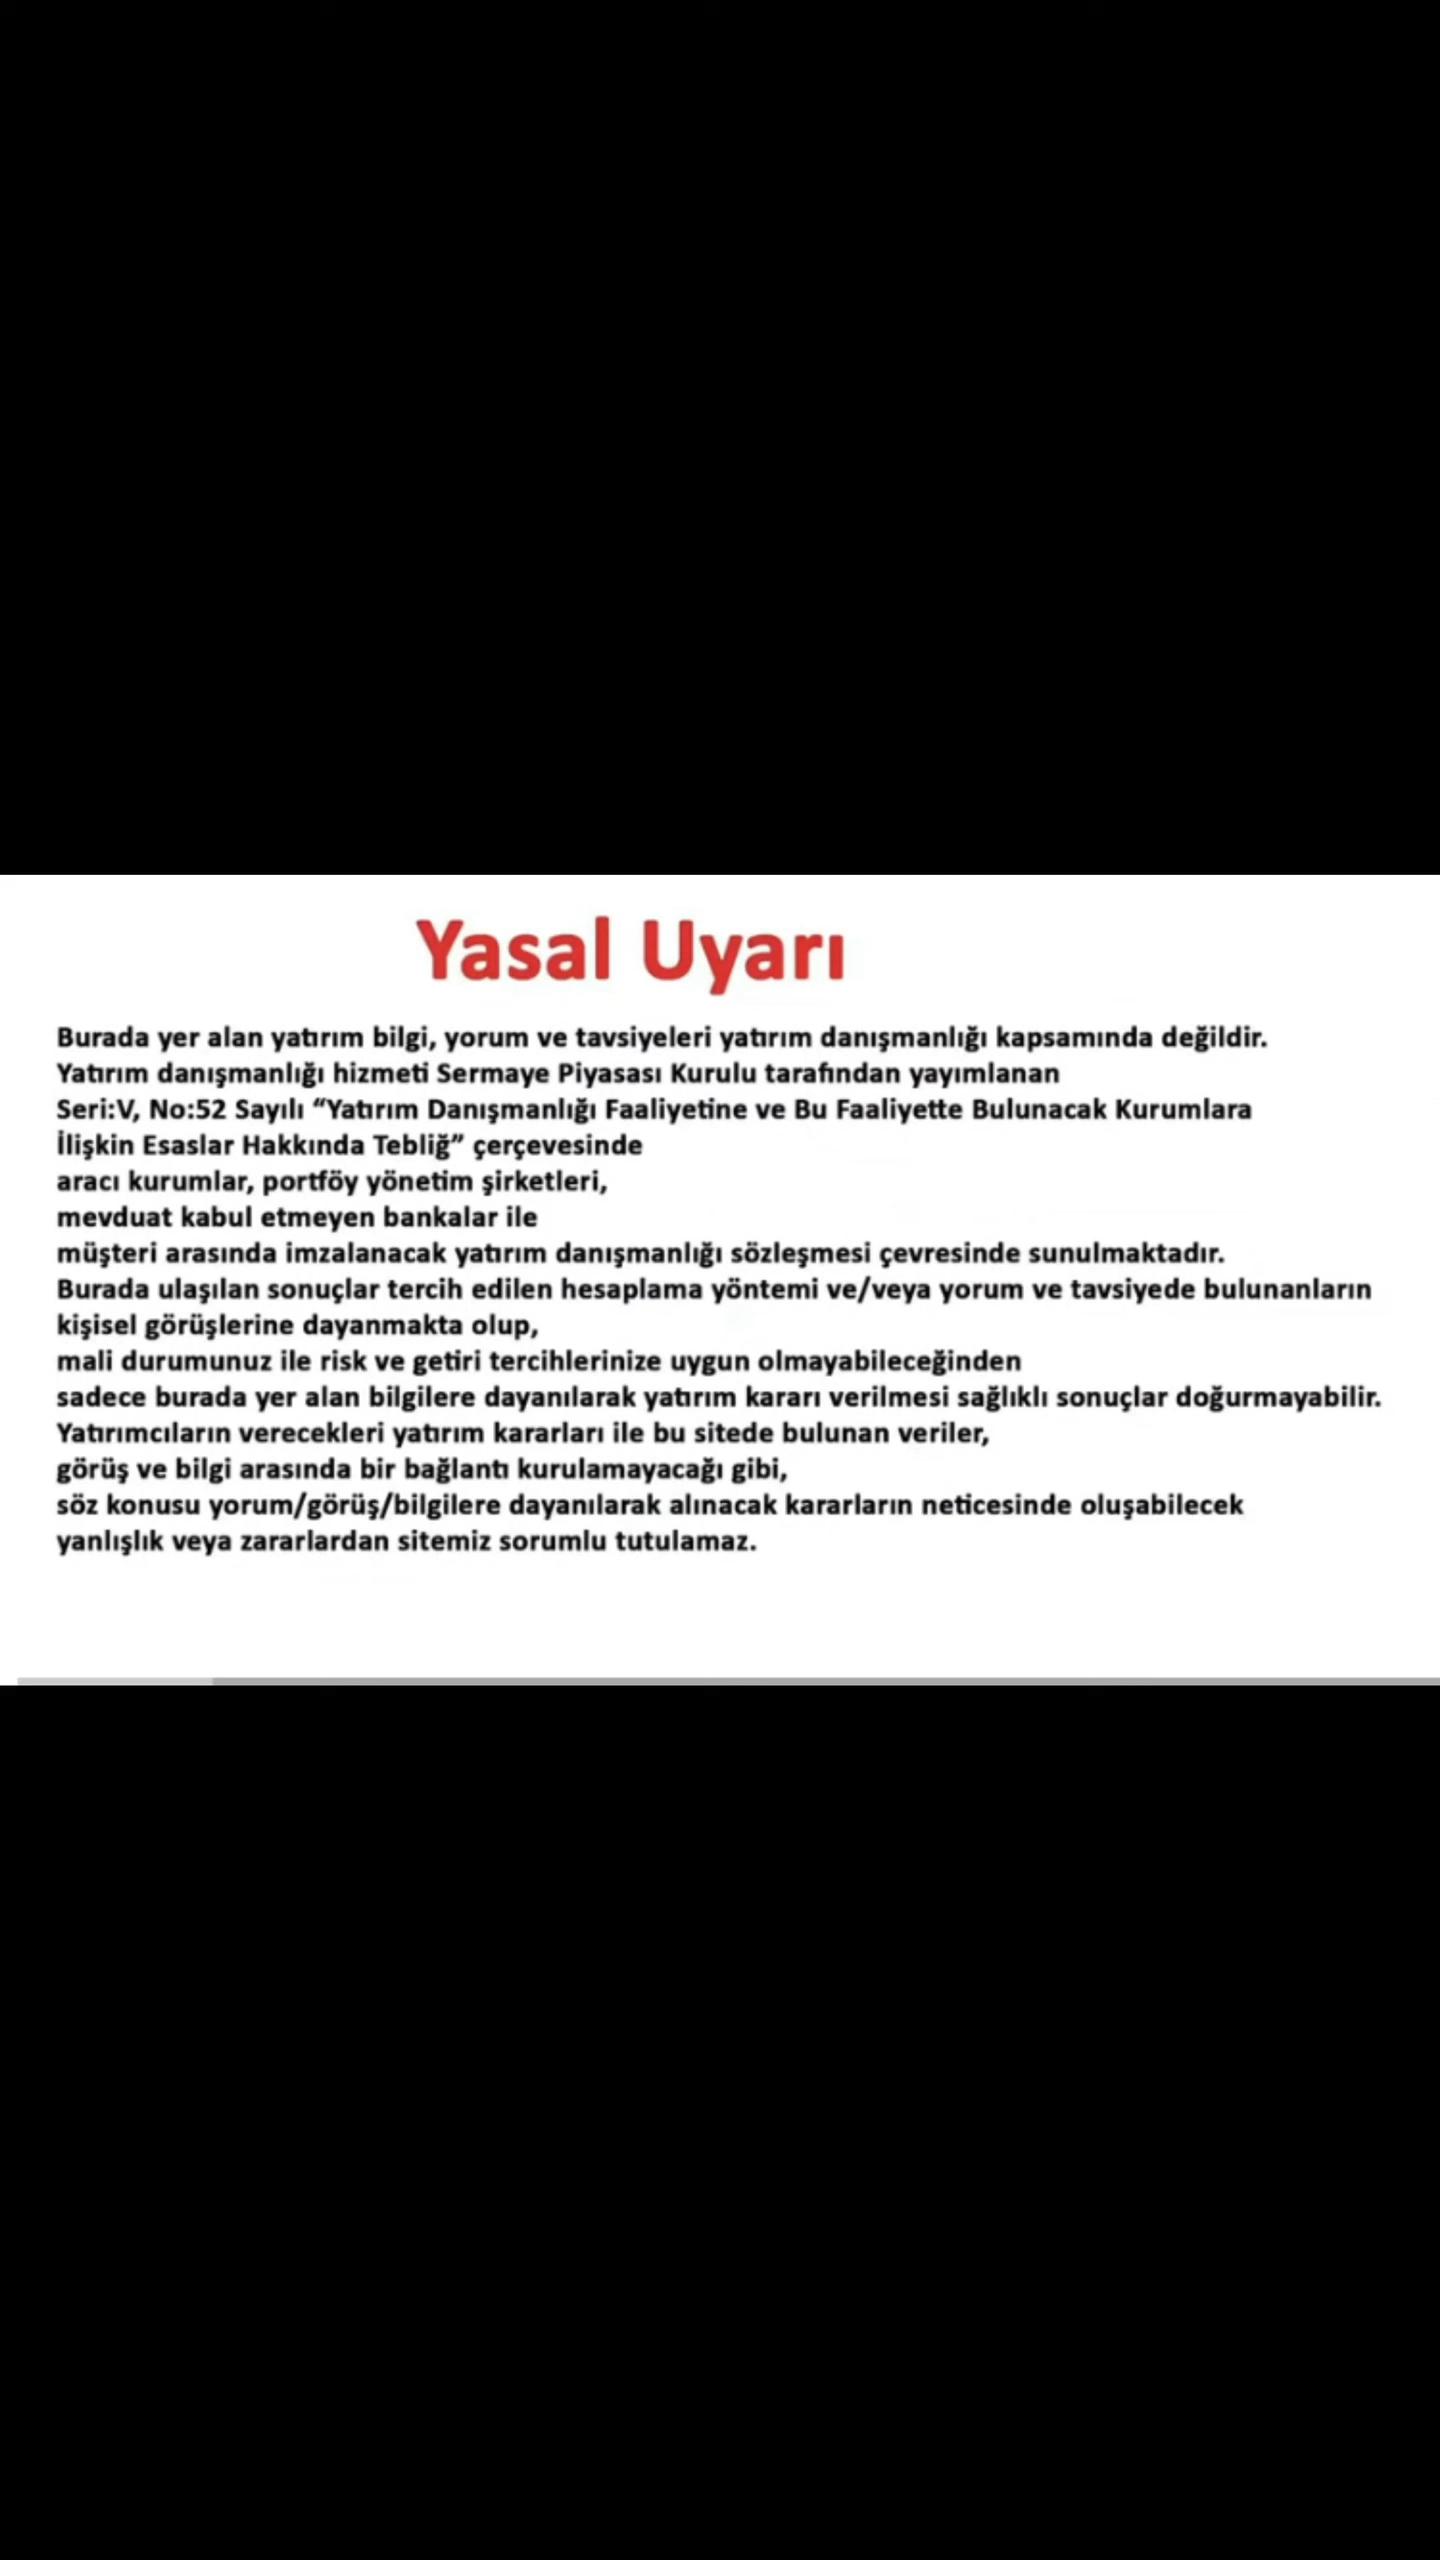 Yasal Uyarı
Burada yer alan yatırım bilgi, yorum ve tavsiyeleri yatırım danışmanlığı kapsamında değildir.
Yatırım danışmanlığı hizmeti Sermaye Piyasası Kurulu tarafından yayımlanan
Seri:V, No:52 Sayılı “Yatırım Danışmanlığı Faaliyetine ve Bu Faaliyette Bulunacak Kurumlara
İlişkin Esaslar Hakkında Tebliğ” çerçevesinde
aracı kurumlar, portföy yönetim şirketleri,
mevduat kabul etmeyen bankalar ile
müşteri arasında imzalanacak yatırım danışmanlığı sözleşmesi çevresinde sunulmaktadır.
Burada ulaşılan sonuçlar tercih edilen hesaplama yöntemi ve/veya yorum ve tavsiyede bulunanların
kişisel görüşlerine dayanmakta olup,
mali durumunuz ile risk ve getiri tercihlerinize uygun olmayabileceğinden
sadece burada yer alan bilgilere dayanılarak yatırım kararı verilmesi sağlıklı sonuçlar doğurmayabilir.
Yatırımcıların verecekleri yatırım kararları ile bu sitede bulunan veriler,
görüş ve bilgi arasında bir bağlantı kurulamayacağı gibi,
söz konusu yorum/görüş/bilgilere dayanılarak alınacak kararların neticesinde oluşabilecek
yanlışlık veya zararlardan sitemiz sorumlu tutulamaz.